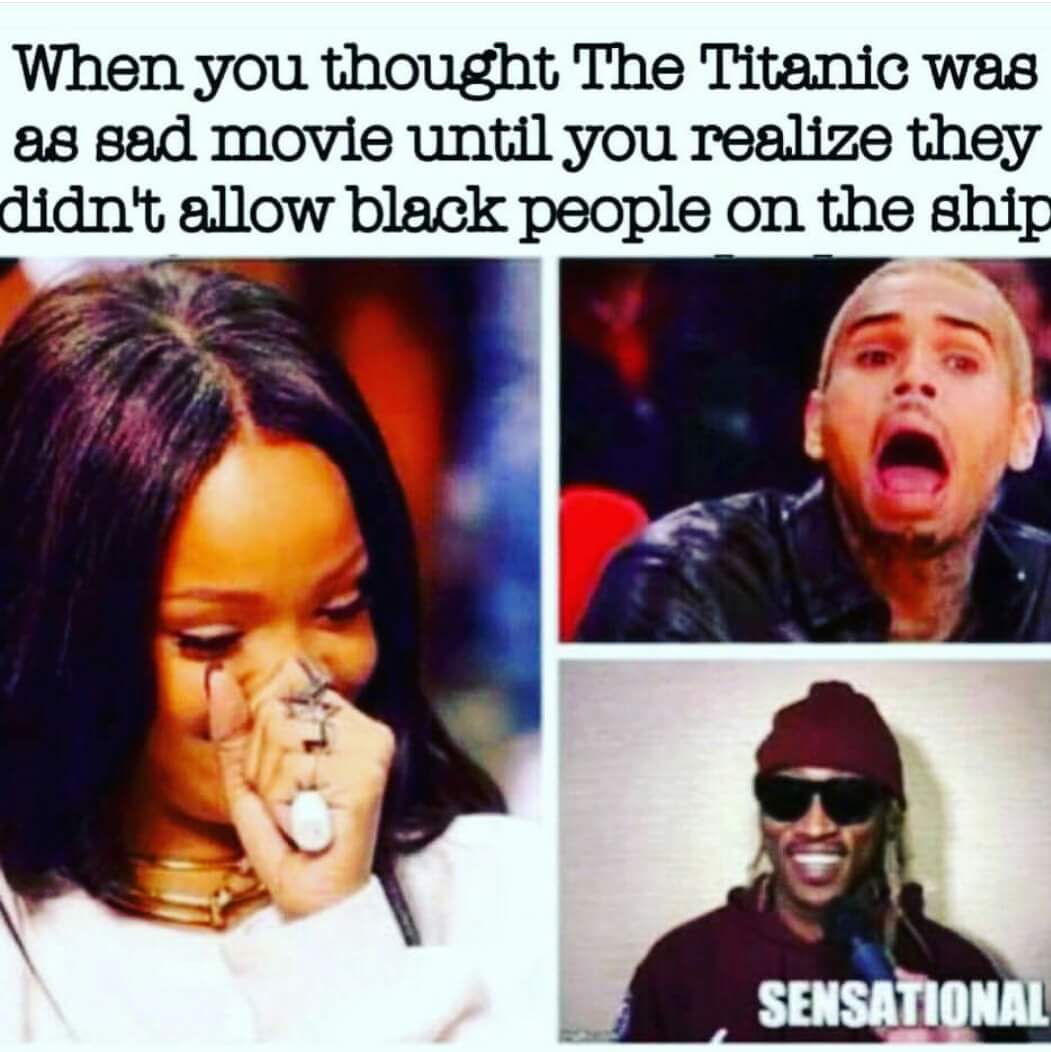 When you thought The Titanic was
as sad movie until you realize they
didn't allow black people on the ship
SENSATIONAL